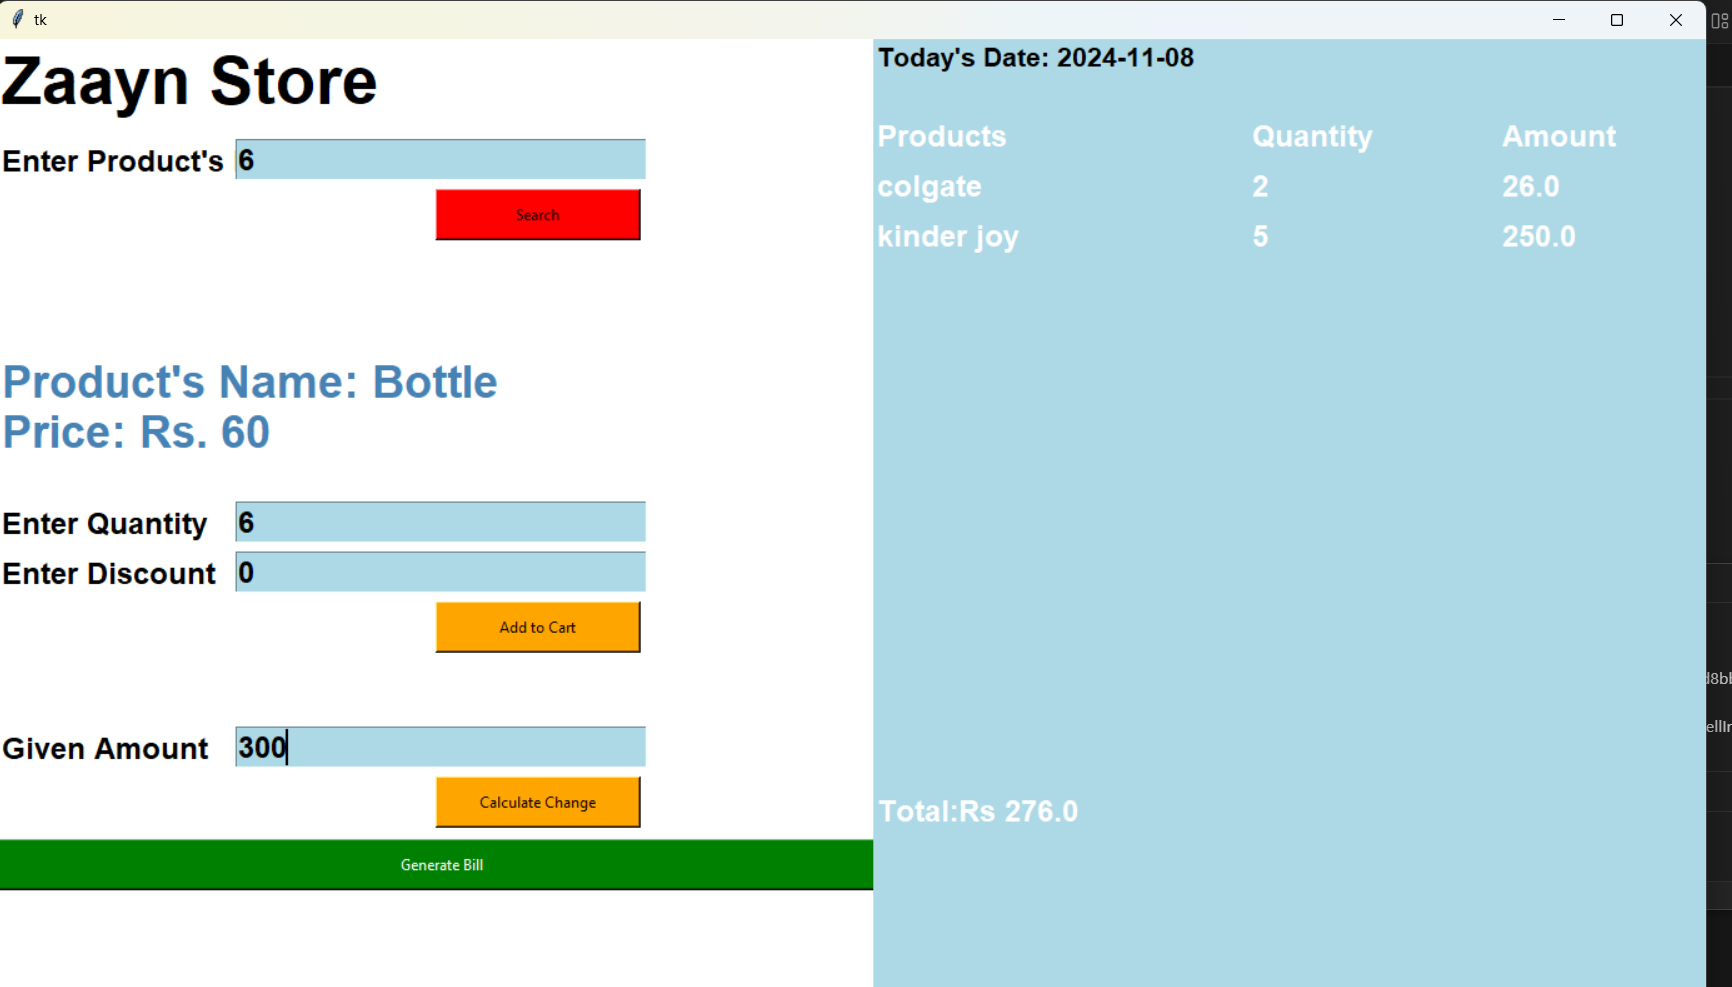 tk
Zaayn Store
Enter Product's 6
Search
Product's Name: Bottle
Price: Rs. 60
Enter Quantity 6
Enter Discount 0
Add to Cart
Given Amount 300
Calculate Change
Generate Bill
Today's Date: 2024-11-08
Products Quantity Amount
colgate 2 26.0
kinder joy 5 250.0
Total:Rs 276.0